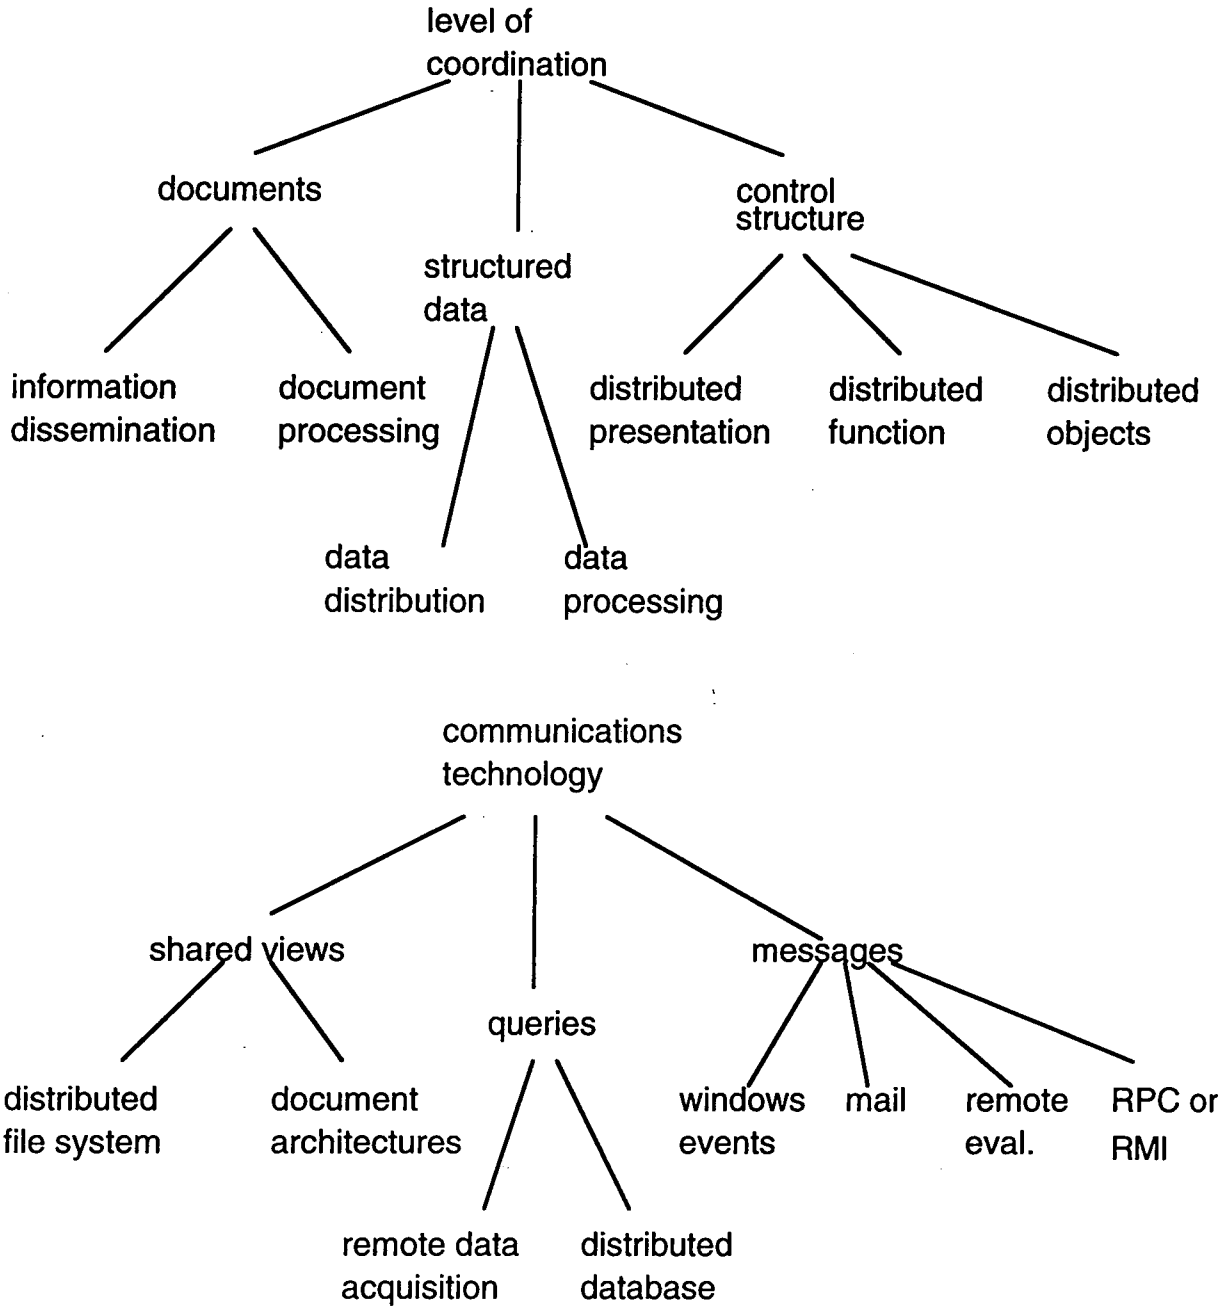 level of
coordination
documents
control
structure
structured
data
information
dissemination
document
processing
distributed
presentation
distributed
function
distributed
objects
data
distribution
data
processing
communications
technology
shared views
messages
queries
distributed
file system
document
architectures
windows
events
mail
remote
eval.
RPC or
RMI
remote data
acquisition
distributed
database